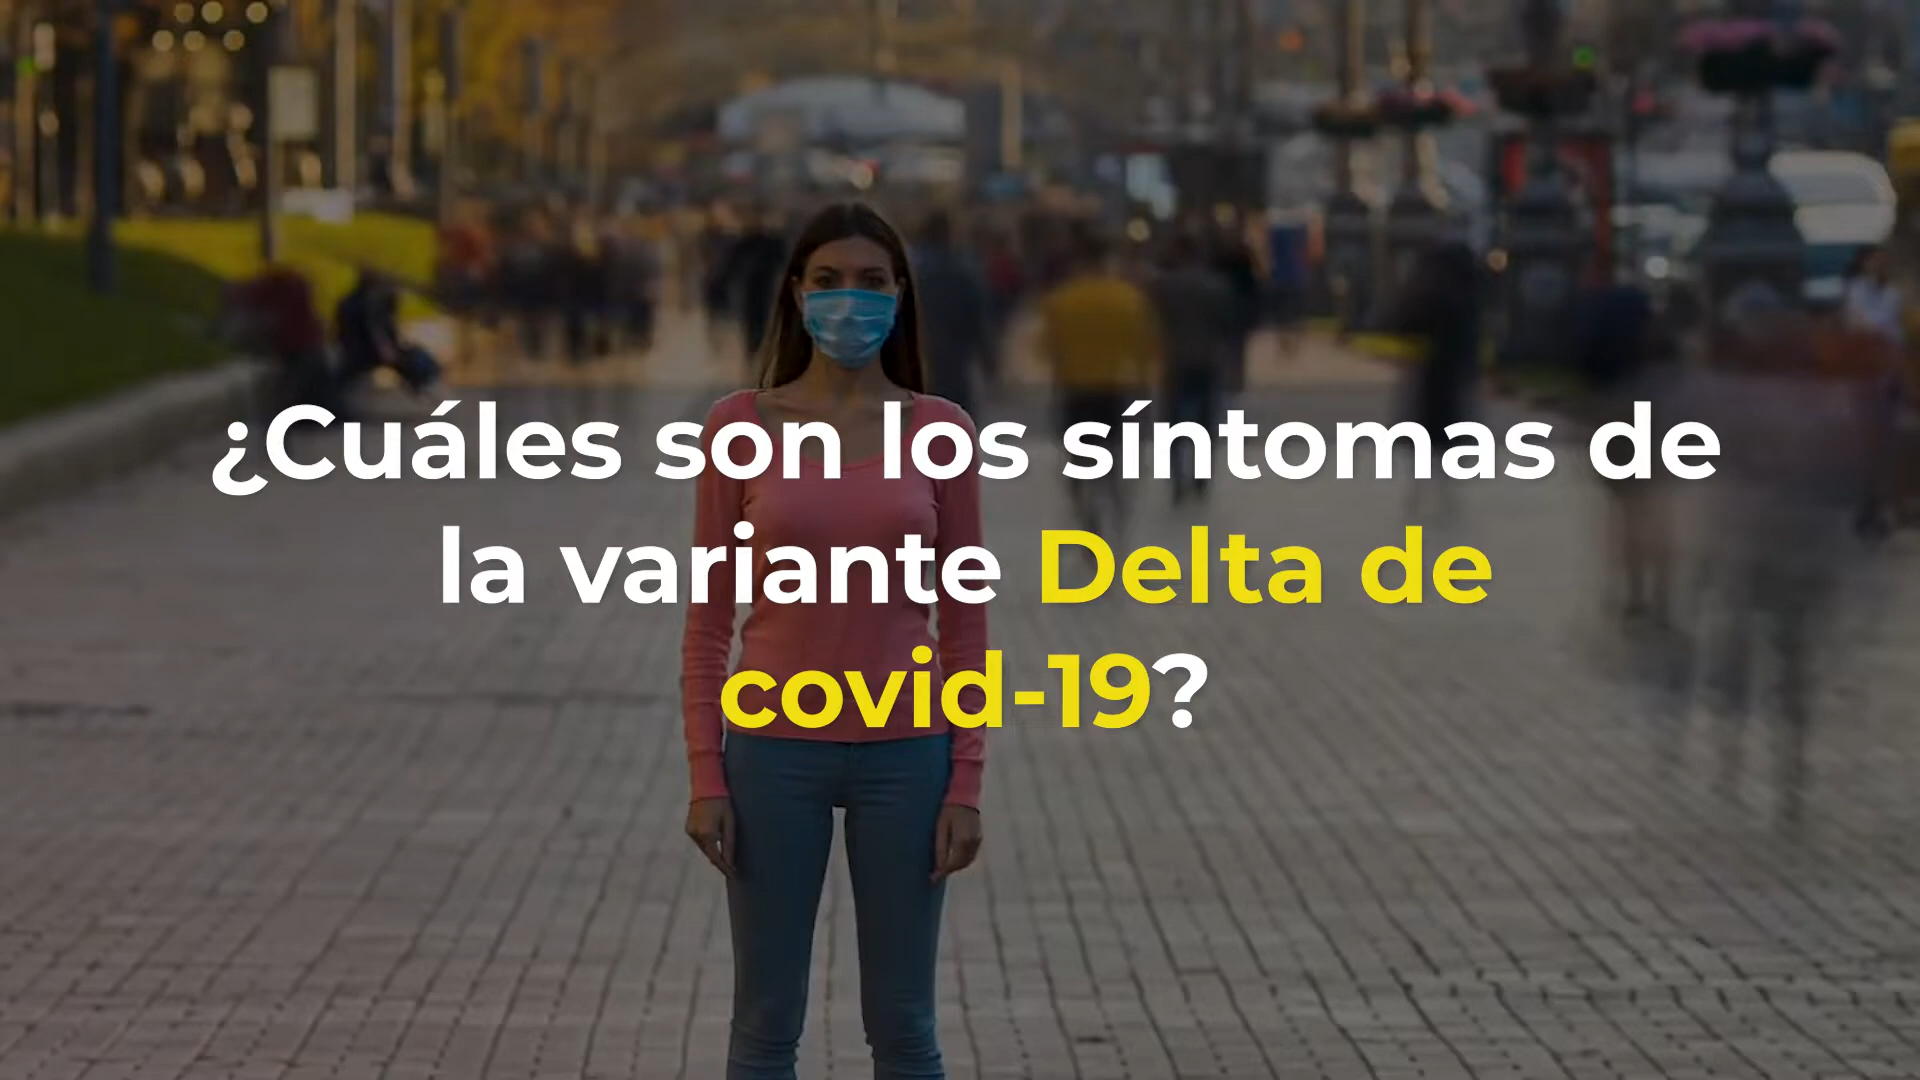 ¿Cuáles son los síntomas de
la variante Delta de
covid-19?